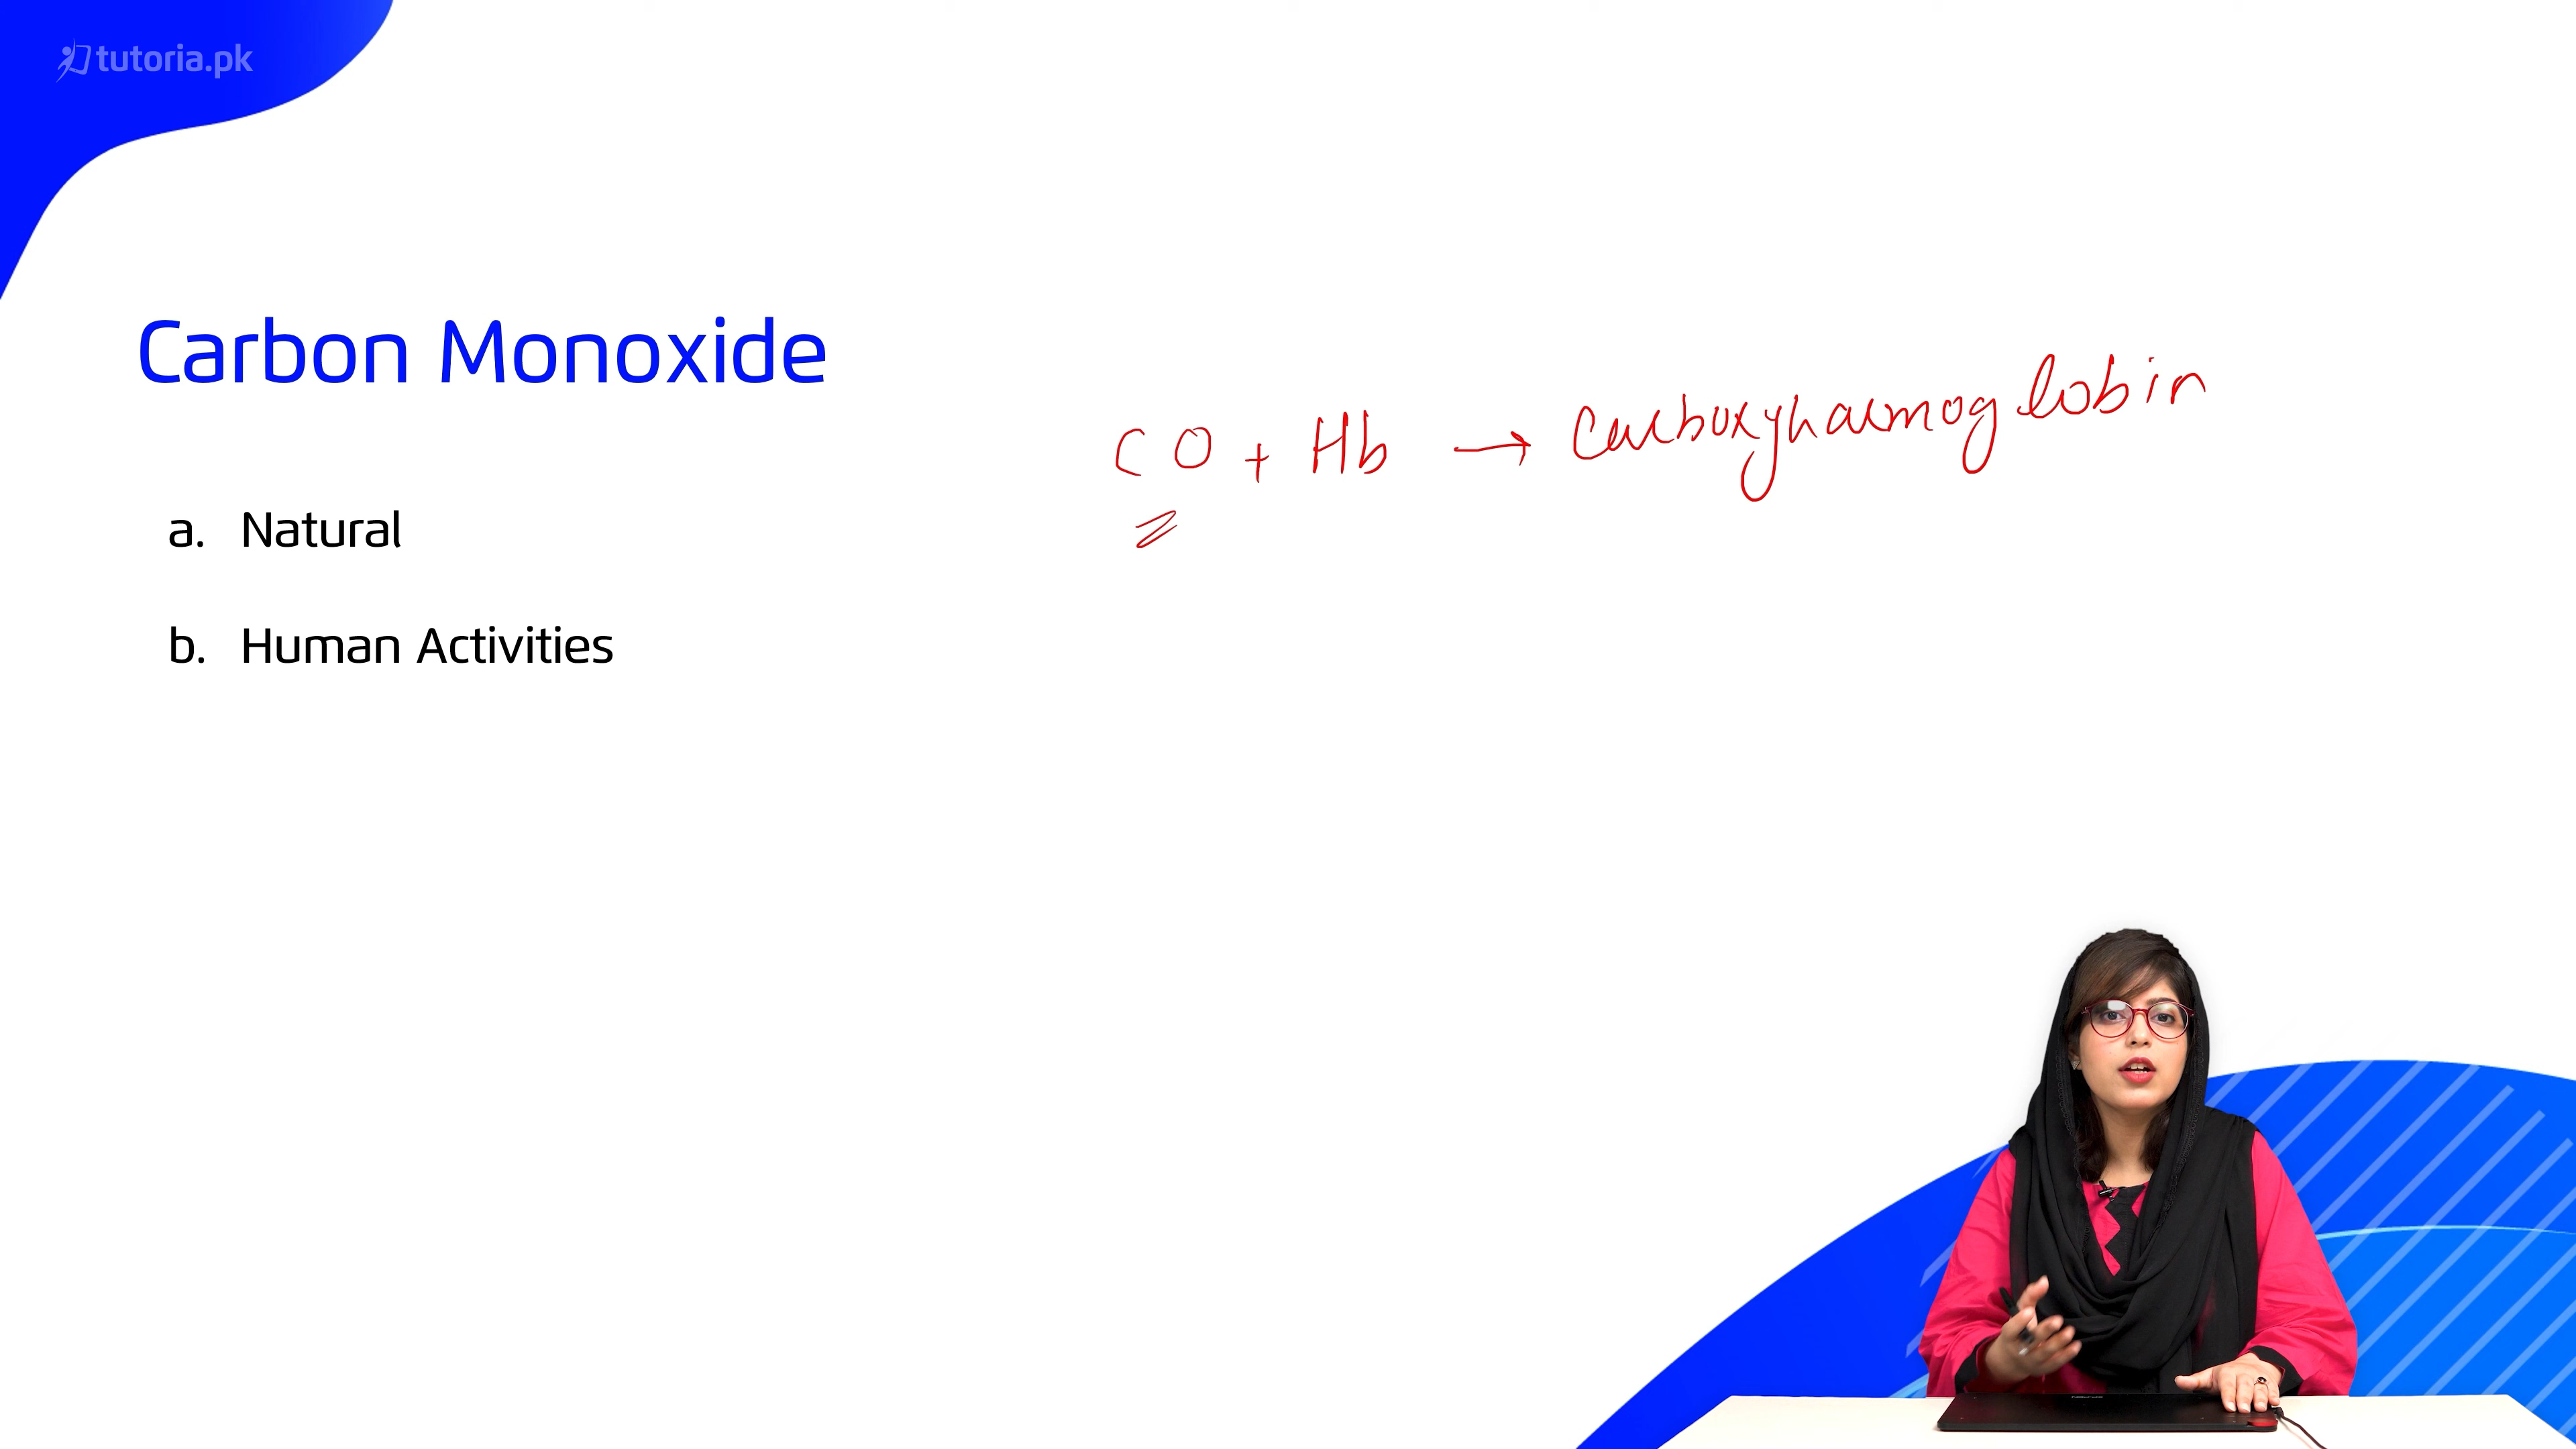 tutoria.pk
Carbon Monoxide
CO + Hb → Carboxyhaemoglobin
a. Natural
b. Human Activities